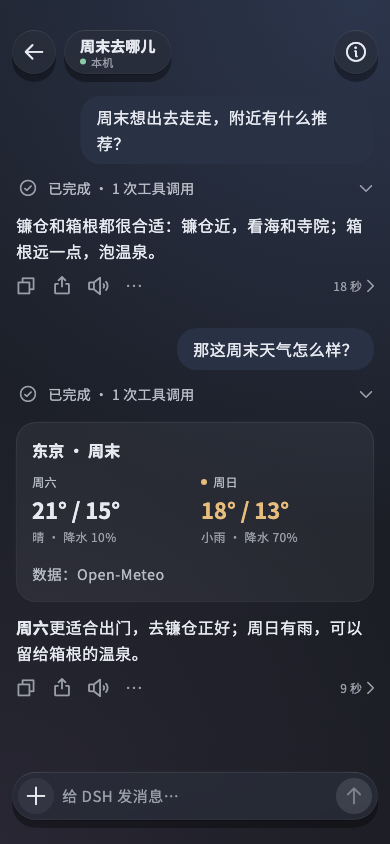 周末去哪儿
本机
周末想出去走走，附近有什么推
荐？
已完成 · 1 次工具调用
镰仓和箱根都很合适：镰仓近，看海和寺院；箱
根远一点，泡温泉。
18 秒
那这周末天气怎么样？
已完成 · 1 次工具调用
东京 · 周末
周六 周日
21° / 15° 18° / 13°
晴 · 降水 10% 小雨 · 降水 70%
数据：Open-Meteo
周六更适合出门，去镰仓正好；周日有雨，可以
留给箱根的温泉。
9 秒
给 DSH 发消息…